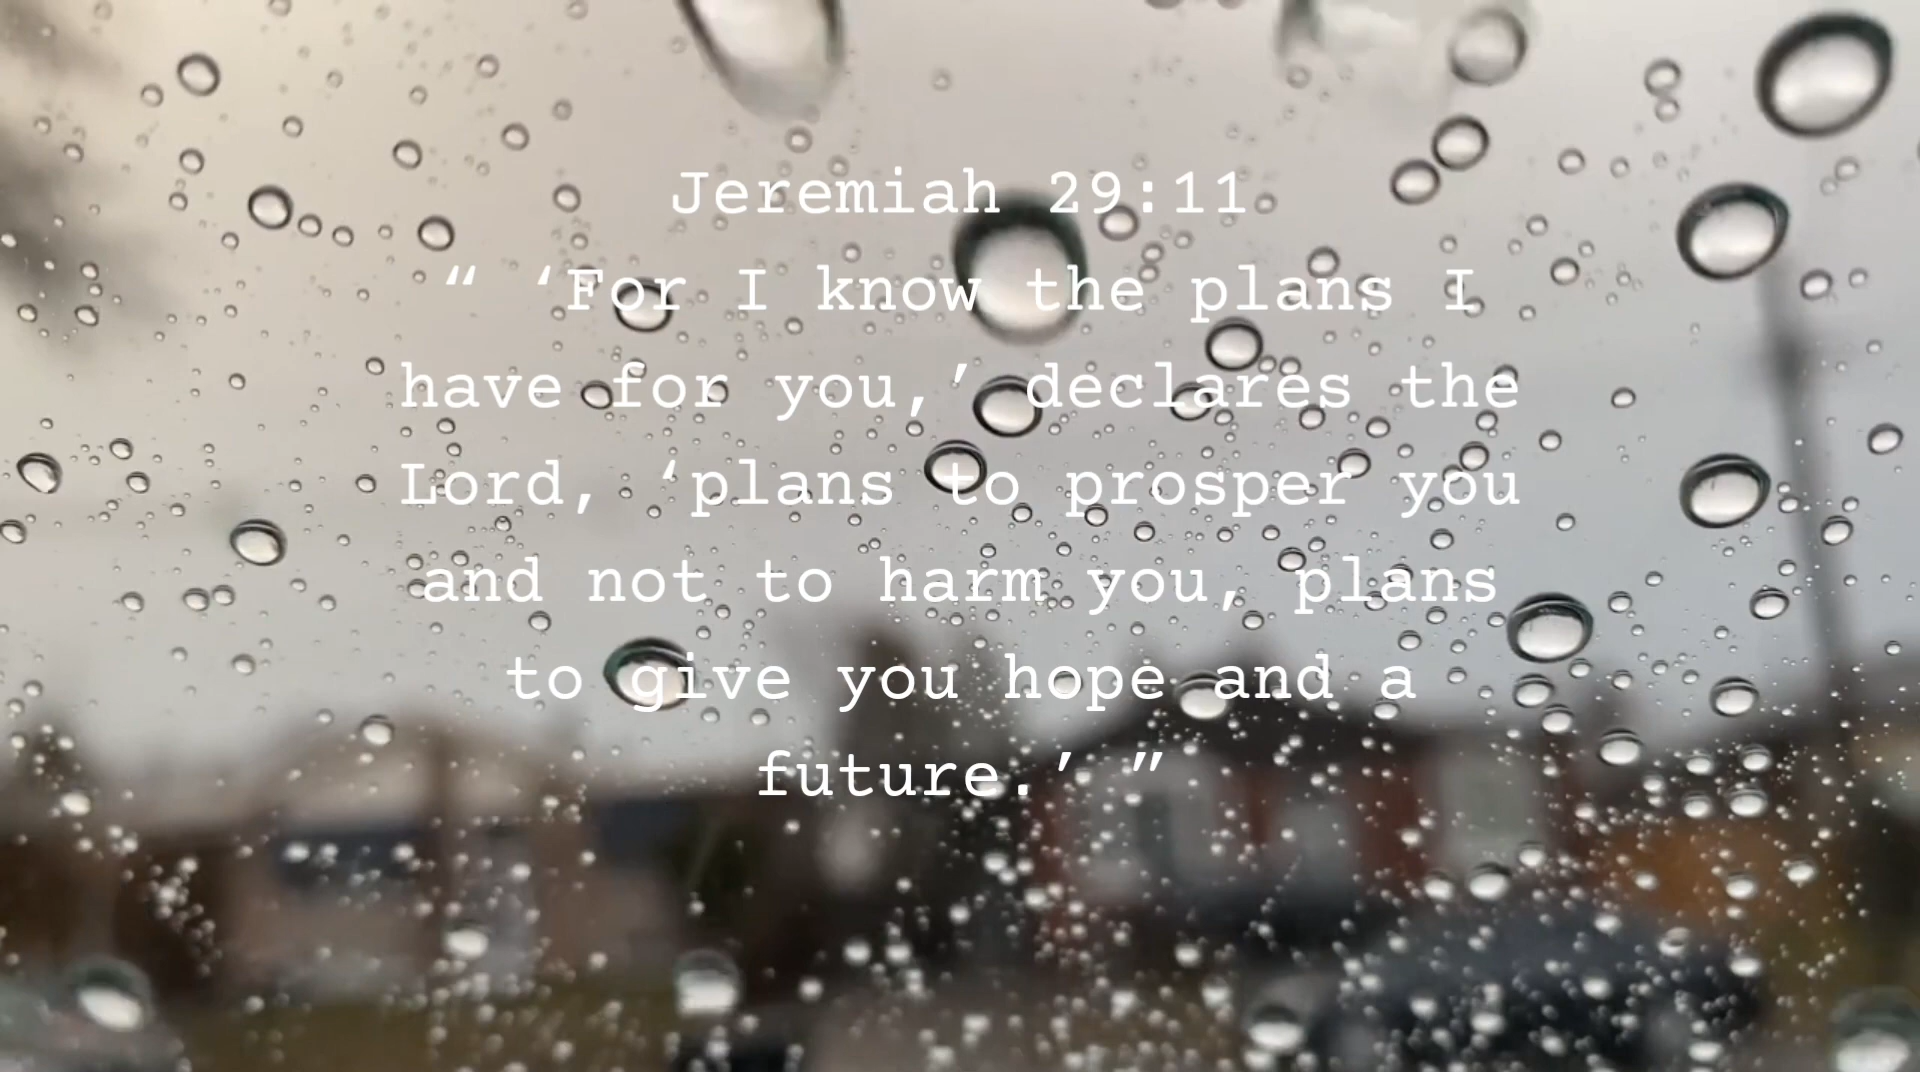 Jeremiah 29:11
“ ‘For I know the plans I
have for you,’ declares the
Lord, ‘plans to prosper you
and not to harm you, plans
to give you hope and a
future.’ ”